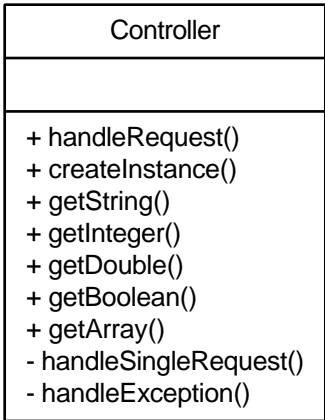 Controller
+ handleRequest()
+ createInstance()
+ getString()
+ getInteger()
+ getDouble()
+ getBoolean()
+ getArray()
- handleSingleRequest()
- handleException()